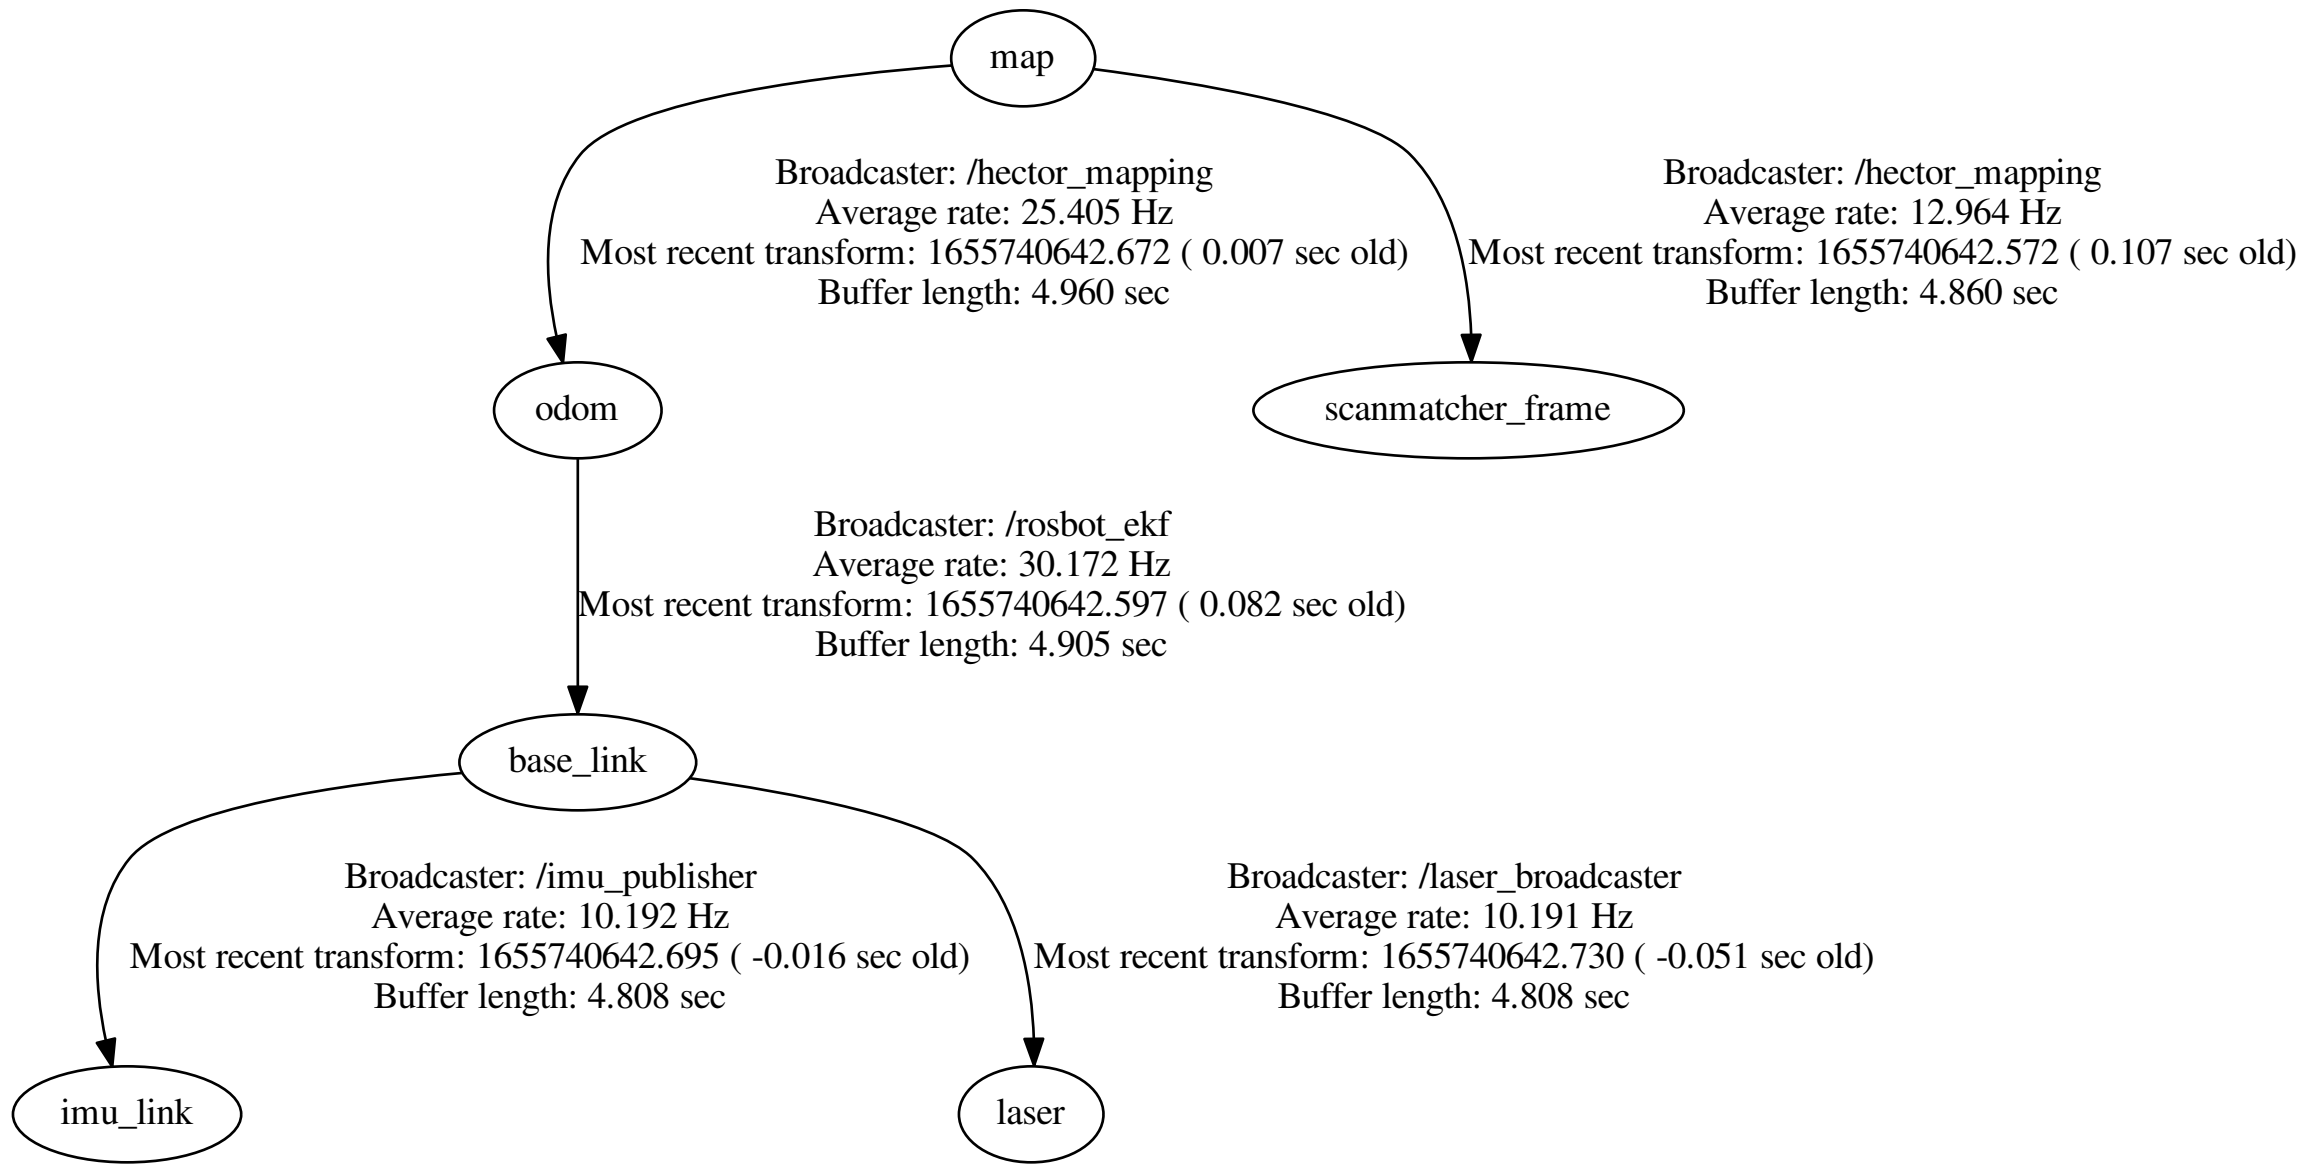 map
Broadcaster: /hector_mapping
Average rate: 25.405 Hz
Most recent transform: 1655740642.672 ( 0.007 sec old)
Buffer length: 4.960 sec
Broadcaster: /hector_mapping
Average rate: 12.964 Hz
Most recent transform: 1655740642.572 ( 0.107 sec old)
Buffer length: 4.860 sec
odom
scanmatcher_frame
Broadcaster: /rosbot_ekf
Average rate: 30.172 Hz
Most recent transform: 1655740642.597 ( 0.082 sec old)
Buffer length: 4.905 sec
base_link
Broadcaster: /imu_publisher
Average rate: 10.192 Hz
Most recent transform: 1655740642.695 ( -0.016 sec old)
Buffer length: 4.808 sec
Broadcaster: /laser_broadcaster
Average rate: 10.191 Hz
Most recent transform: 1655740642.730 ( -0.051 sec old)
Buffer length: 4.808 sec
imu_link
laser